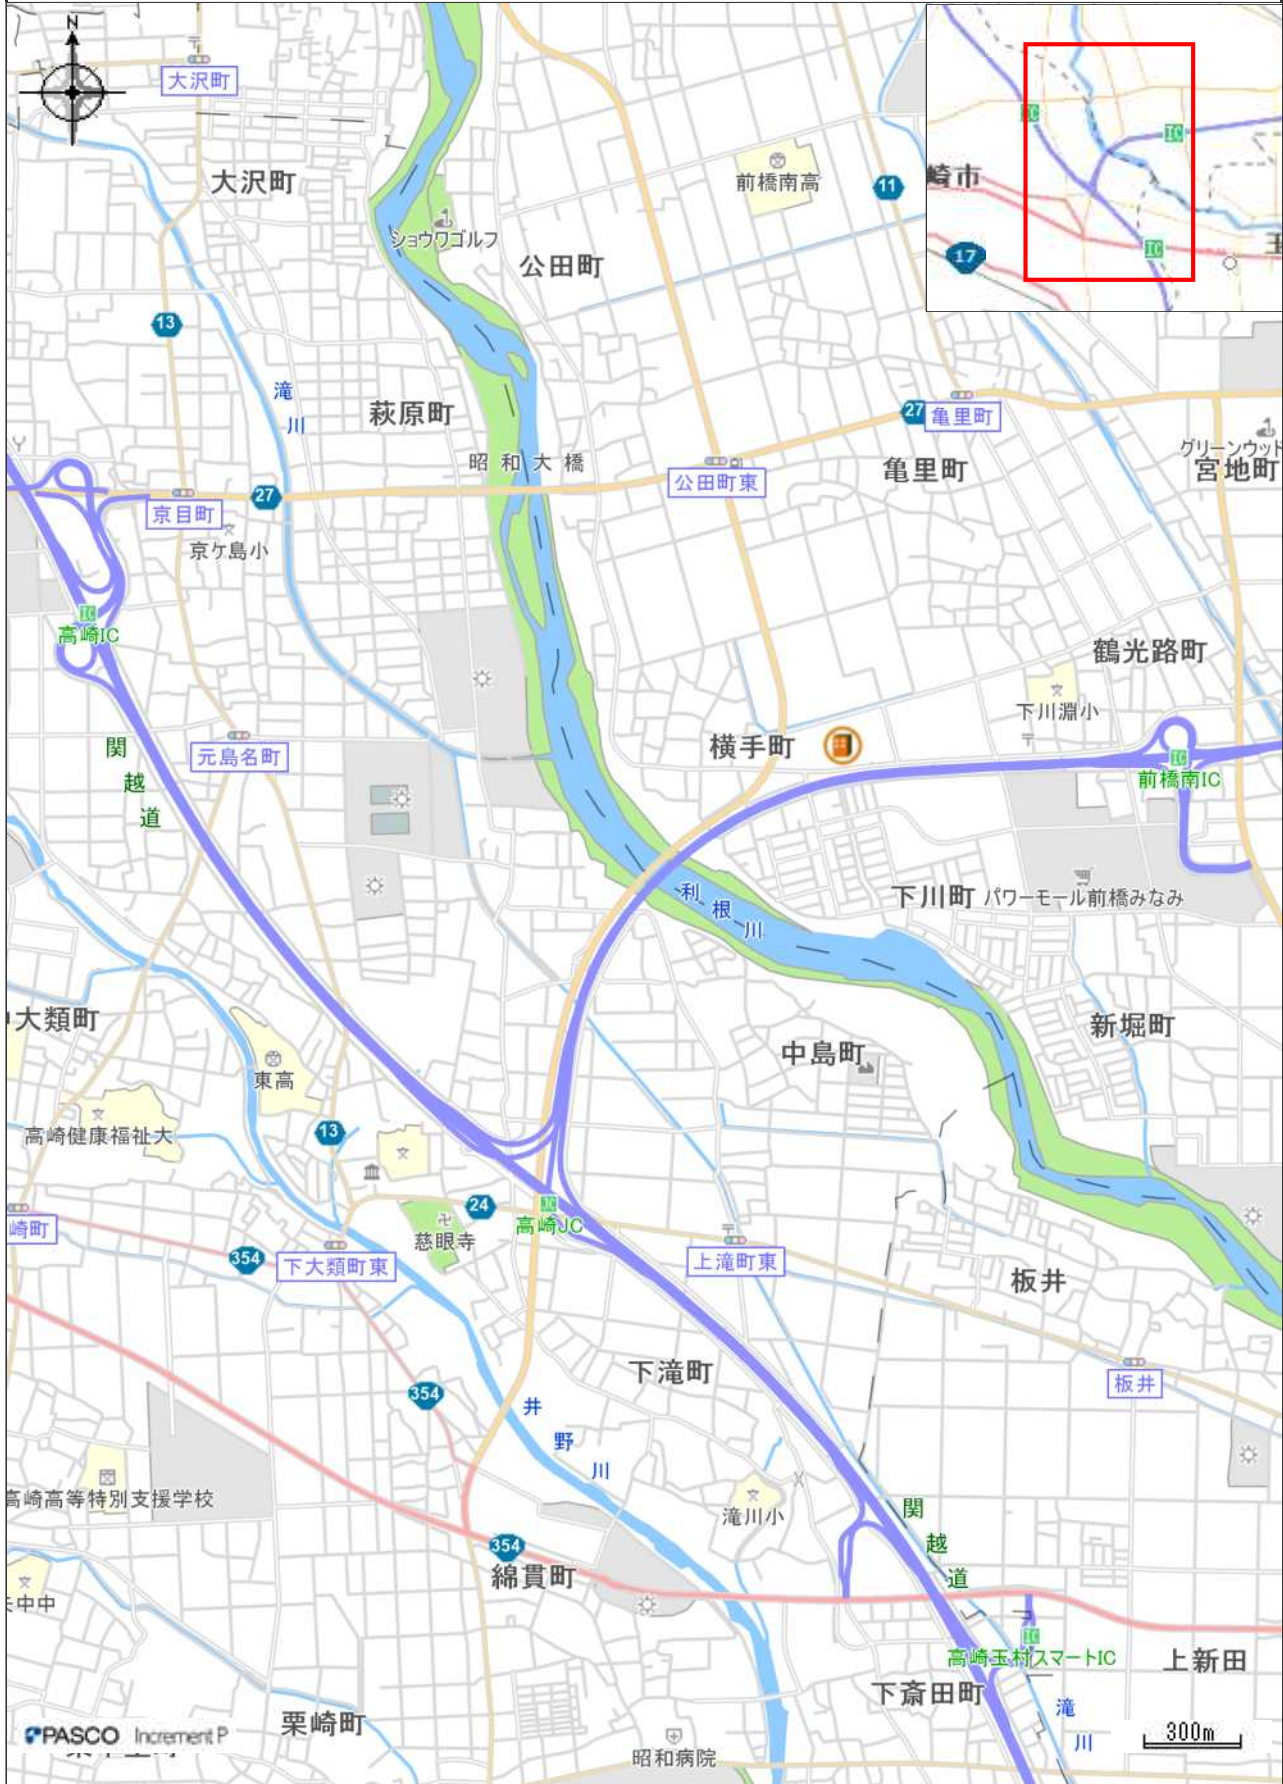 N
大沢町
大沢町
前橋南高
11
崎市
IC
IC
IC
17
ショウワゴルフ
公田町
13
滝川
萩原町
27
亀里町
昭和大橋
公田町東
亀里町
グリーンウッド
宮地町
京目町
27
京ケ島小
IC
高崎IC
鶴光路町
下川淵小
関越道
元島名町
横手町
IC
前橋南IC
利根川
下川町
パワーモール前橋みなみ
大類町
新堀町
中島町
東高
高崎健康福祉大
13
24
JC
高崎JC
崎町
慈眼寺
354
下大類町東
上滝町東
板井
下滝町
板井
354
井野川
高崎高等特別支援学校
滝川小
関越道
354
綿貫町
中中
IC
高崎玉村スマートIC
上新田
下斎田町
滝川
栗崎町
PASCO Increment P
昭和病院
300m